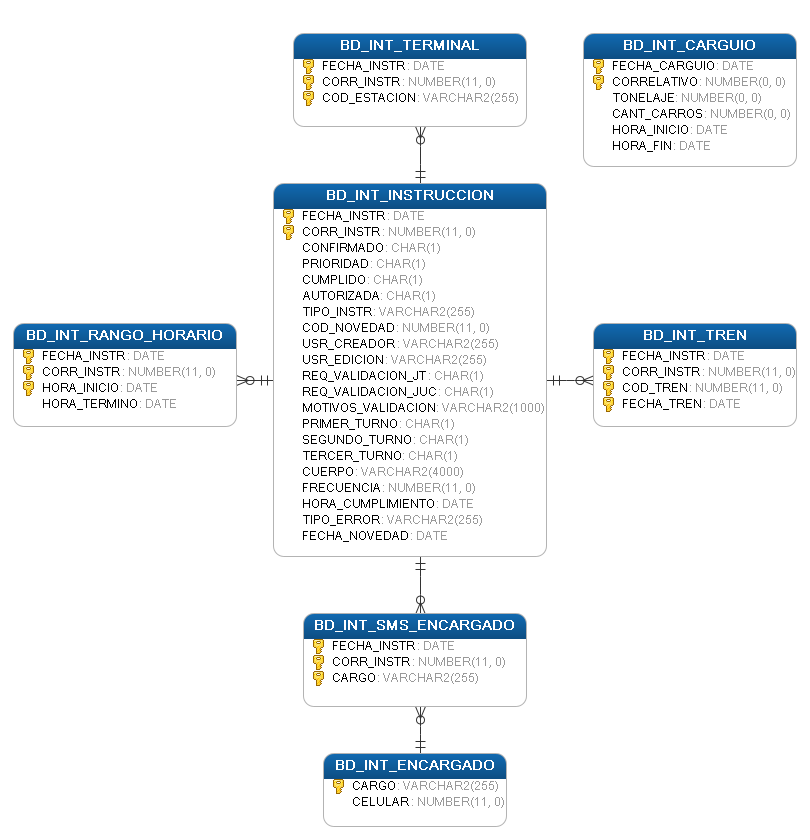 BD_INT_TERMINAL
FECHA_INSTR: DATE
CORR_INSTR: NUMBER(11, 0)
COD_ESTACION: VARCHAR2(255)
BD_INT_CARGUIO
FECHA_CARGUIO: DATE
CORRELATIVO: NUMBER(0, 0)
TONELAJE: NUMBER(0, 0)
CANT_CARROS: NUMBER(0, 0)
HORA_INICIO: DATE
HORA_FIN: DATE
BD_INT_INSTRUCCION
FECHA_INSTR: DATE
CORR_INSTR: NUMBER(11, 0)
CONFIRMADO: CHAR(1)
PRIORIDAD: CHAR(1)
CUMPLIDO: CHAR(1)
AUTORIZADA: CHAR(1)
TIPO_INSTR: VARCHAR2(255)
COD_NOVEDAD: NUMBER(11, 0)
USR_CREADOR: VARCHAR2(255)
USR_EDICION: VARCHAR2(255)
REQ_VALIDACION_JT: CHAR(1)
REQ_VALIDACION_JUC: CHAR(1)
MOTIVOS_VALIDACION: VARCHAR2(1000)
PRIMER_TURNO: CHAR(1)
SEGUNDO_TURNO: CHAR(1)
TERCER_TURNO: CHAR(1)
CUERPO: VARCHAR2(4000)
FRECUENCIA: NUMBER(11, 0)
HORA_CUMPLIMIENTO: DATE
TIPO_ERROR: VARCHAR2(255)
FECHA_NOVEDAD: DATE
BD_INT_RANGO_HORARIO
FECHA_INSTR: DATE
CORR_INSTR: NUMBER(11, 0)
HORA_INICIO: DATE
HORA_TERMINO: DATE
BD_INT_TREN
FECHA_INSTR: DATE
CORR_INSTR: NUMBER(11, 0)
COD_TREN: NUMBER(11, 0)
FECHA_TREN: DATE
BD_INT_SMS_ENCARGADO
FECHA_INSTR: DATE
CORR_INSTR: NUMBER(11, 0)
CARGO: VARCHAR2(255)
BD_INT_ENCARGADO
CARGO: VARCHAR2(255)
CELULAR: NUMBER(11, 0)